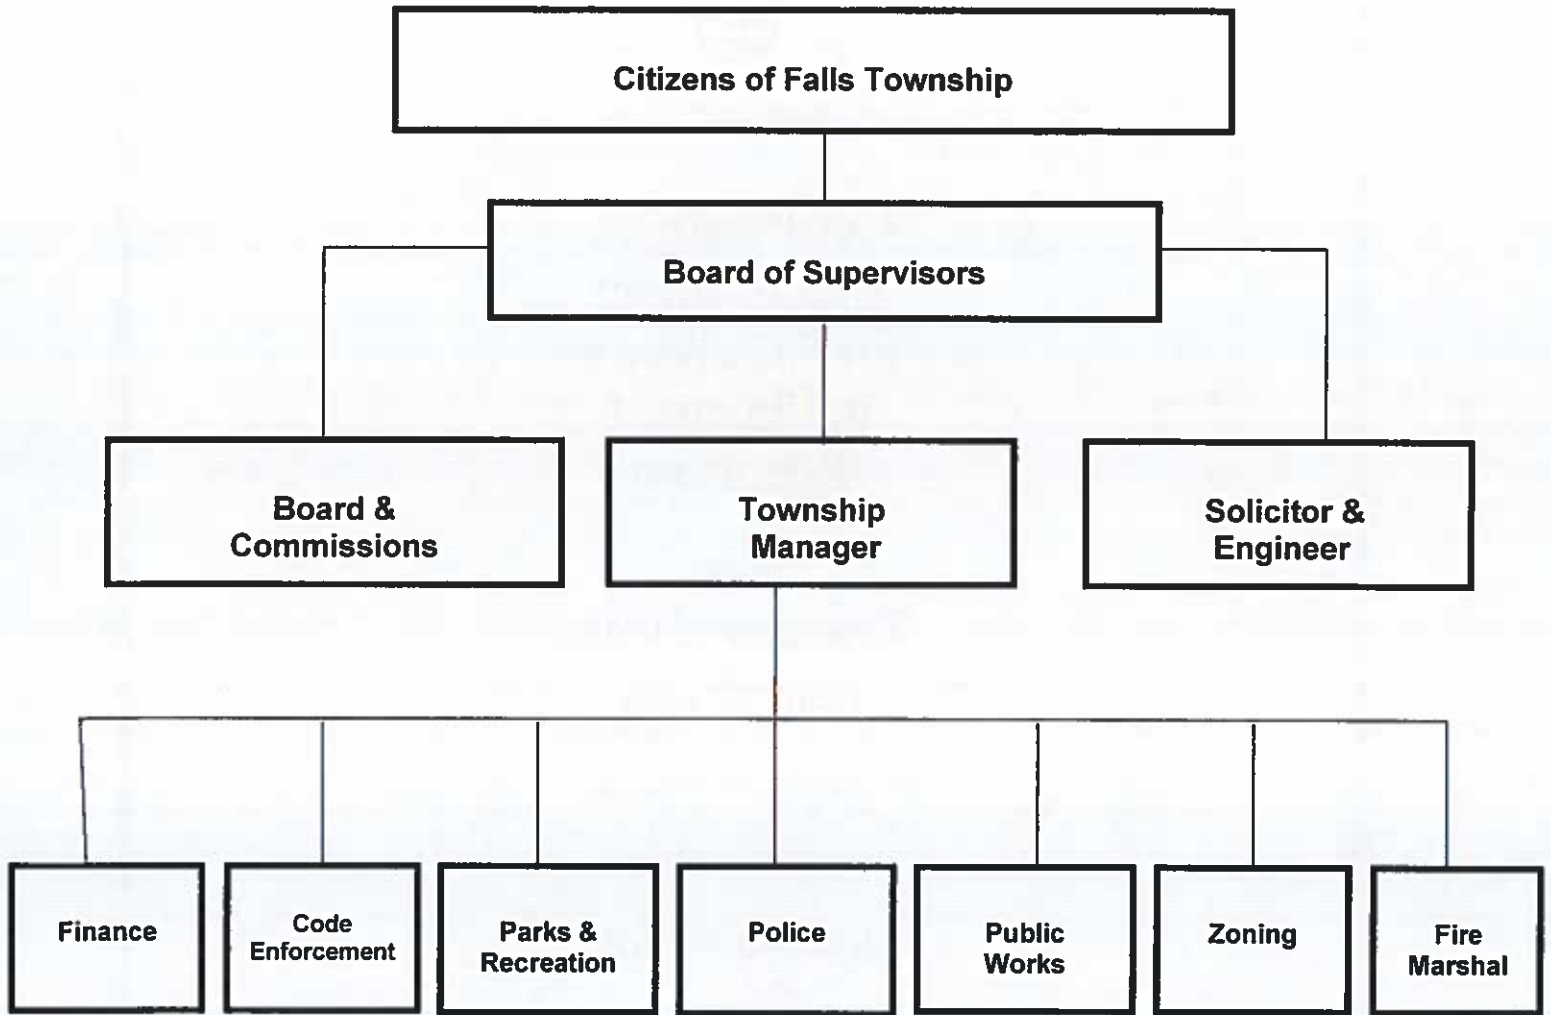 Citizens of Falls Township
Board of Supervisors
Board &
Commissions
Township
Manager
Solicitor &
Engineer
Finance
Code
Enforcement
Parks &
Recreation
Police
Public
Works
Zoning
Fire
Marshal